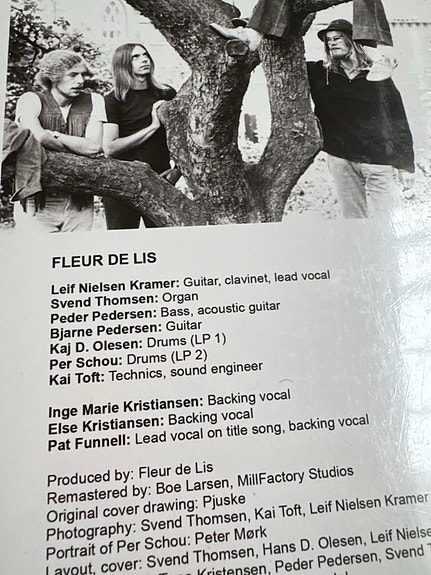 FLEUR DE LIS
Leif Nielsen Kramer: Guitar, clavinet, lead vocal
Svend Thomsen: Organ
Peder Pedersen: Bass, acoustic guitar
Bjarne Pedersen: Guitar
Kaj D. Olesen: Drums (LP 1)
Per Schou: Drums (LP 2)
Kai Toft: Technics, sound engineer
Inge Marie Kristiansen: Backing vocal
Else Kristiansen: Backing vocal
Pat Funnell: Lead vocal on title song, backing vocal
Produced by: Fleur de Lis
Remastered by: Boe Larsen, MillFactory Studios
Original cover drawing: Pjuske
Photography: Svend Thomsen, Kai Toft, Leif Nielsen Kramer
Portrait of Per Schou: Peter Mørk
Layout, cover: Svend Thomsen, Hans D. Olesen, Leif Nielse
Kristensen, Peder Pedersen, Svend T